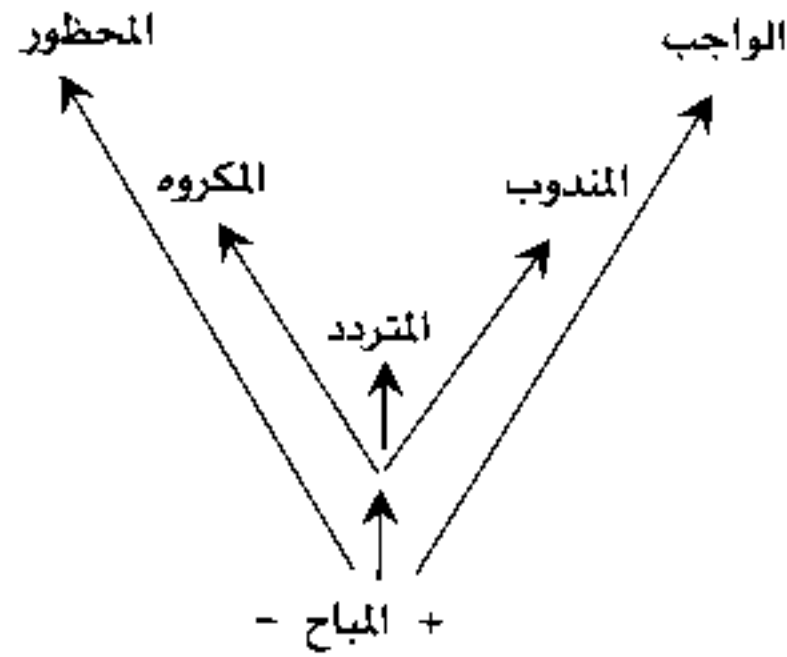 الواجب
المحظور
المندوب
المكروه
المتردد
+ المباح -